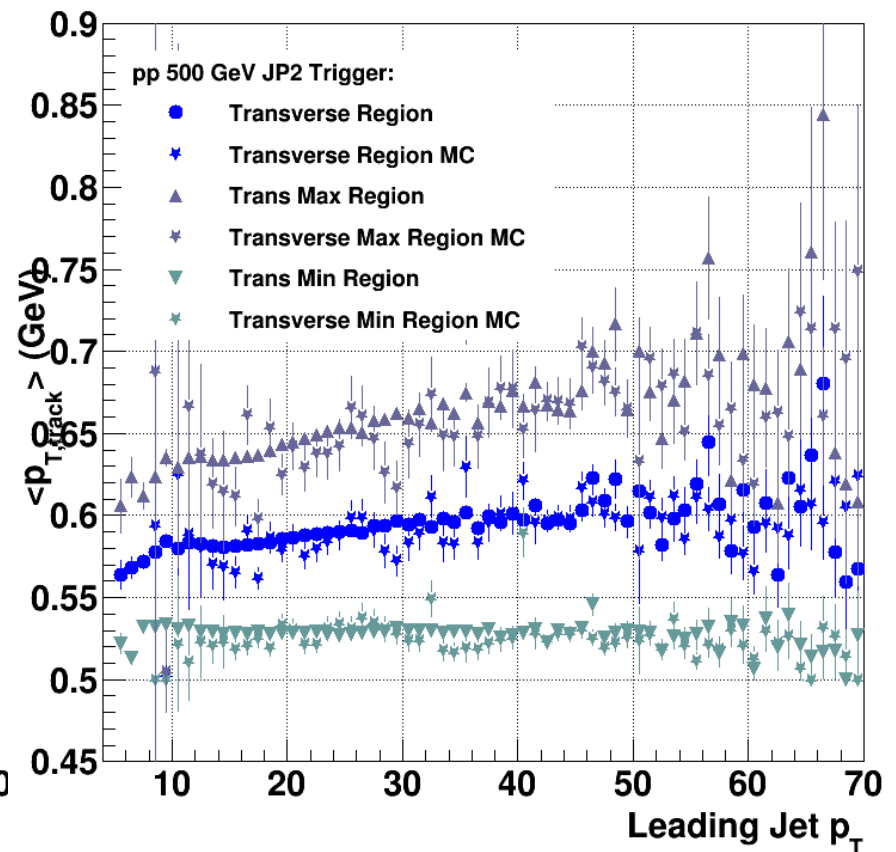 0.9
0.85
0.8
0.75
0.7
0.65
0.6
0.55
0.5
0.45
<p_T,track> (GeV)
pp 500 GeV JP2 Trigger:
Transverse Region
Transverse Region MC
Trans Max Region
Transverse Max Region MC
Trans Min Region
Transverse Min Region MC
0
10 20 30 40 50 60 70
Leading Jet p_T